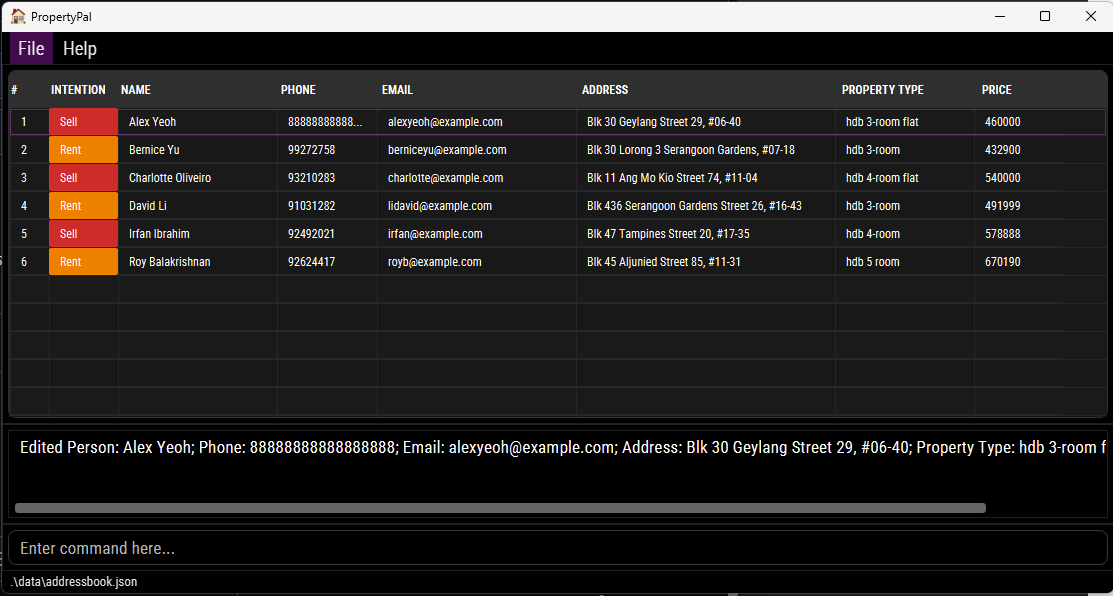 PropertyPal
File Help
# INTENTION NAME PHONE EMAIL ADDRESS PROPERTY TYPE PRICE
1 Sell Alex Yeoh 88888888888... alexyeoh@example.com Blk 30 Geylang Street 29, #06-40 hdb 3-room flat 460000
2 Rent Bernice Yu 99272758 berniceyu@example.com Blk 30 Lorong 3 Serangoon Gardens, #07-18 hdb 3-room 432900
3 Sell Charlotte Oliveiro 93210283 charlotte@example.com Blk 11 Ang Mo Kio Street 74, #11-04 hdb 4-room flat 540000
4 Rent David Li 91031282 lidavid@example.com Blk 436 Serangoon Gardens Street 26, #16-43 hdb 3-room 491999
5 Sell Irfan Ibrahim 92492021 irfan@example.com Blk 47 Tampines Street 20, #17-35 hdb 4-room 578888
6 Rent Roy Balakrishnan 92624417 royb@example.com Blk 45 Aljunied Street 85, #11-31 hdb 5 room 670190
Edited Person: Alex Yeoh; Phone: 88888888888888888; Email: alexyeoh@example.com; Address: Blk 30 Geylang Street 29, #06-40; Property Type: hdb 3-room f
Enter command here...
.\data\addressbook.json